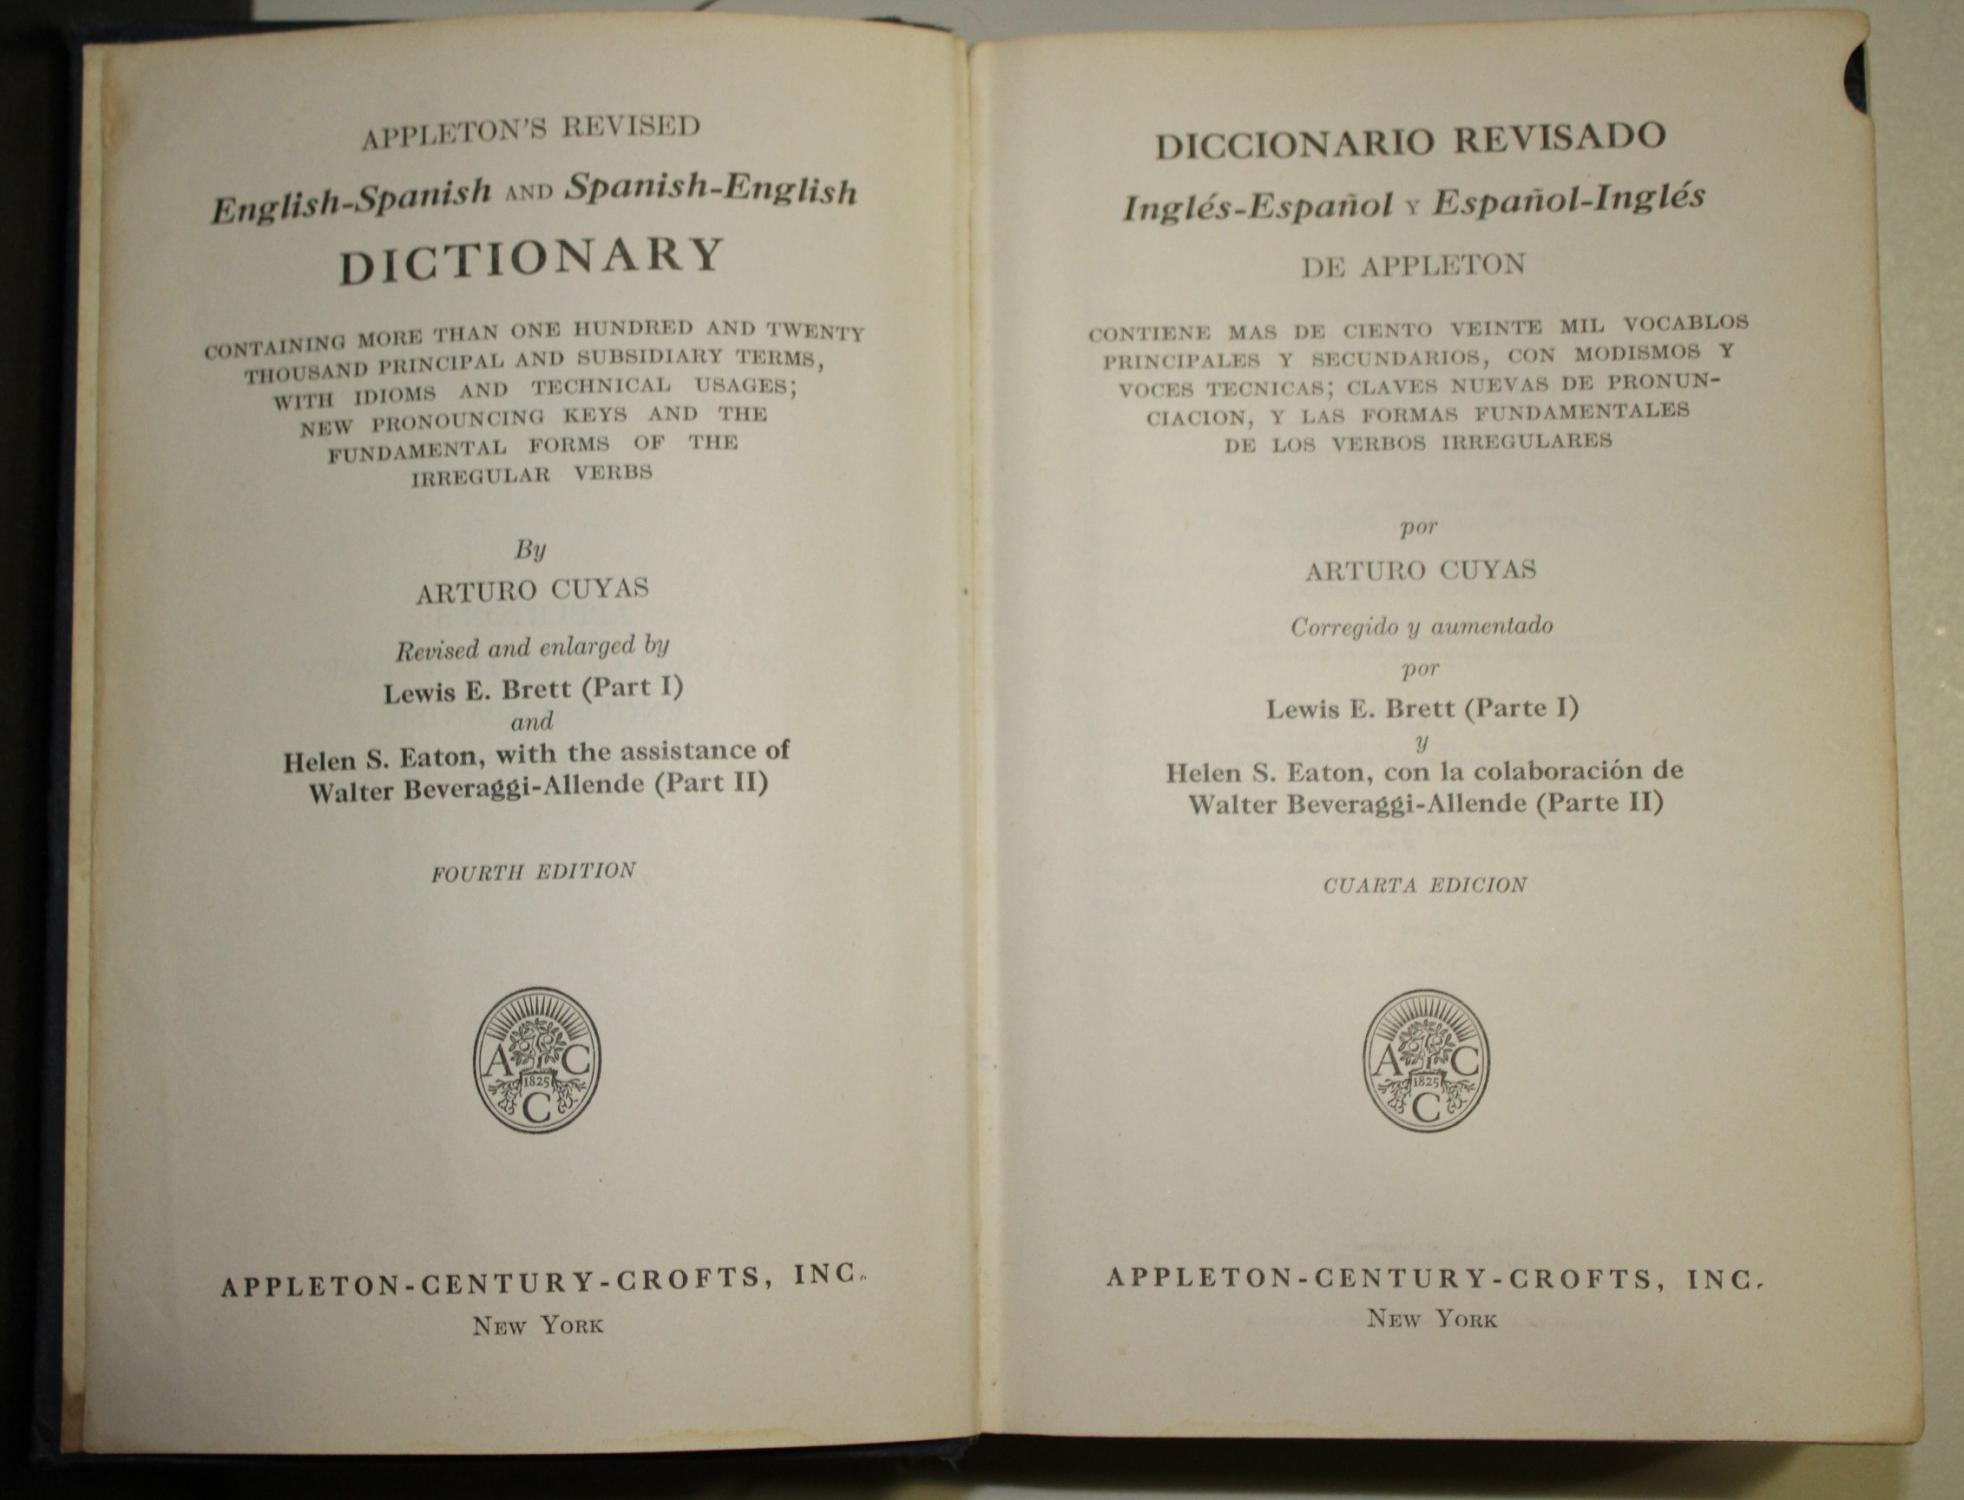 APPLETON'S REVISED
English-Spanish AND Spanish-English
DICTIONARY
CONTAINING MORE THAN ONE HUNDRED AND TWENTY
THOUSAND PRINCIPAL AND SUBSIDIARY TERMS,
WITH IDIOMS AND TECHNICAL USAGES;
NEW PRONOUNCING KEYS AND THE
FUNDAMENTAL FORMS OF THE
IRREGULAR VERBS
By
ARTURO CUYAS
Revised and enlarged by
Lewis E. Brett (Part I)
and
Helen S. Eaton, with the assistance of
Walter Beveraggi-Allende (Part II)
FOURTH EDITION
A C
1825
C
APPLETON-CENTURY-CROFTS, INC.
NEW YORK
DICCIONARIO REVISADO
Inglés-Español Y Español-Inglés
DE APPLETON
CONTIENE MAS DE CIENTO VEINTE MIL VOCABLOS
PRINCIPALES Y SECUNDARIOS, CON MODISMOS Y
VOCES TECNICAS; CLAVES NUEVAS DE PRONUN-
CIACION, Y LAS FORMAS FUNDAMENTALES
DE LOS VERBOS IRREGULARES
por
ARTURO CUYAS
Corregido y aumentado
por
Lewis E. Brett (Parte I)
y
Helen S. Eaton, con la colaboración de
Walter Beveraggi-Allende (Parte II)
CUARTA EDICION
A C
1825
C
APPLETON-CENTURY-CROFTS, INC.
NEW YORK